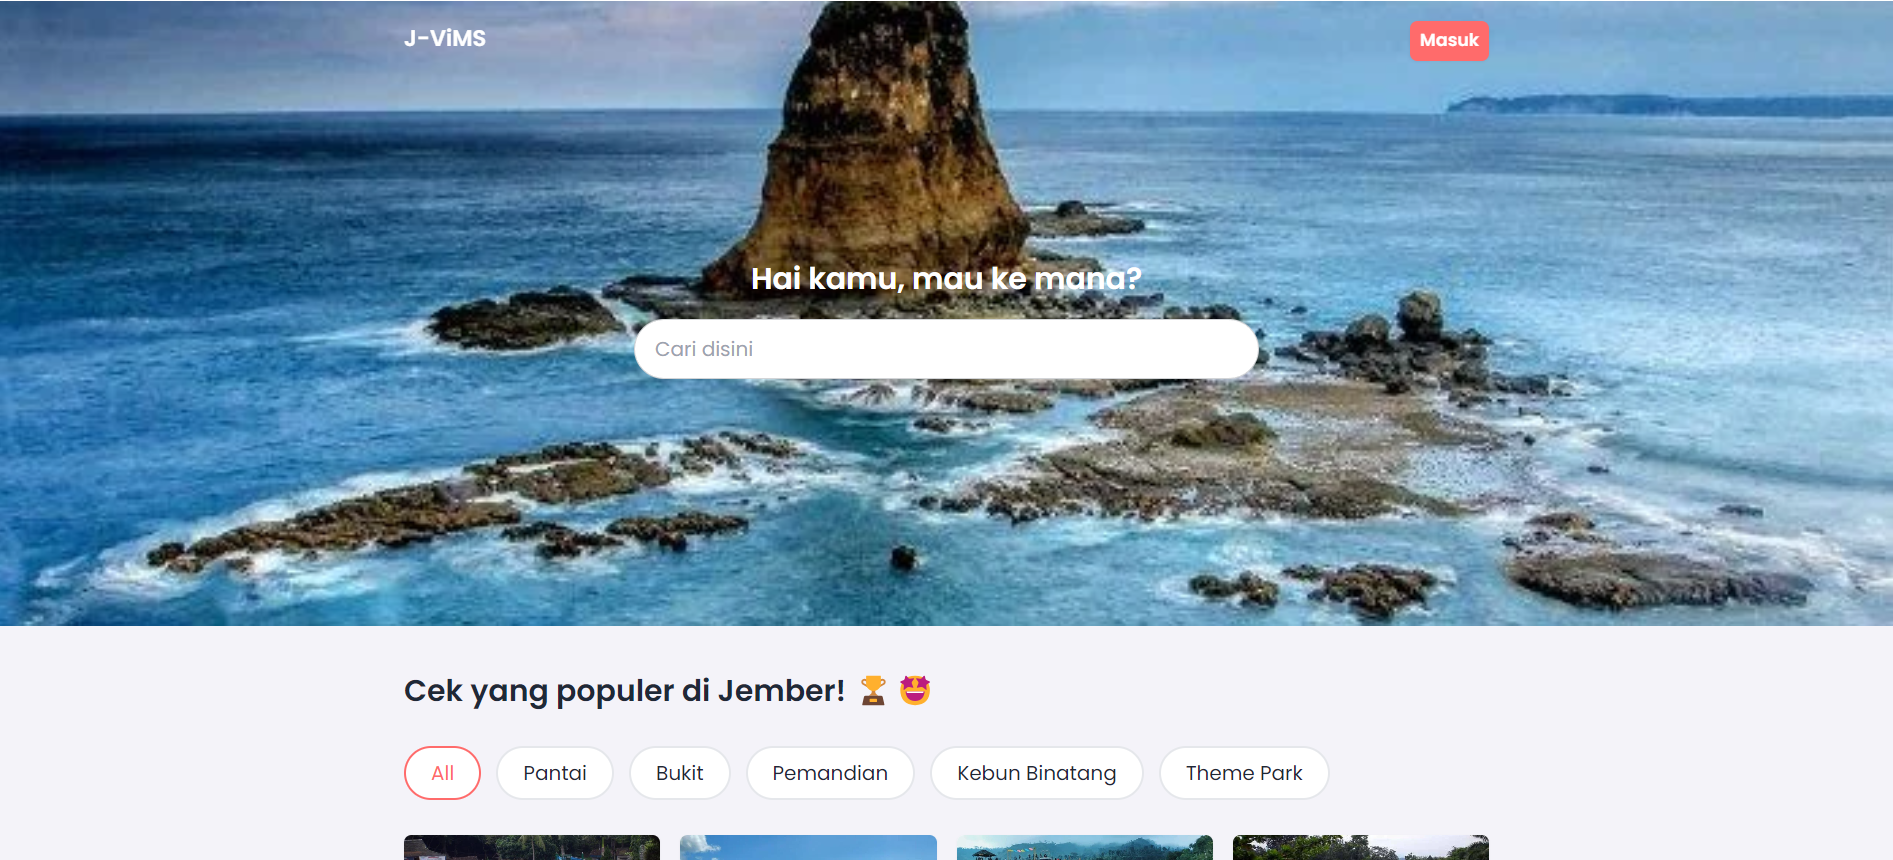 J-ViMS
Masuk
Hai kamu, mau ke mana?
Cari disini
Cek yang populer di Jember! 🏆 🤩
All
Pantai
Bukit
Pemandian
Kebun Binatang
Theme Park